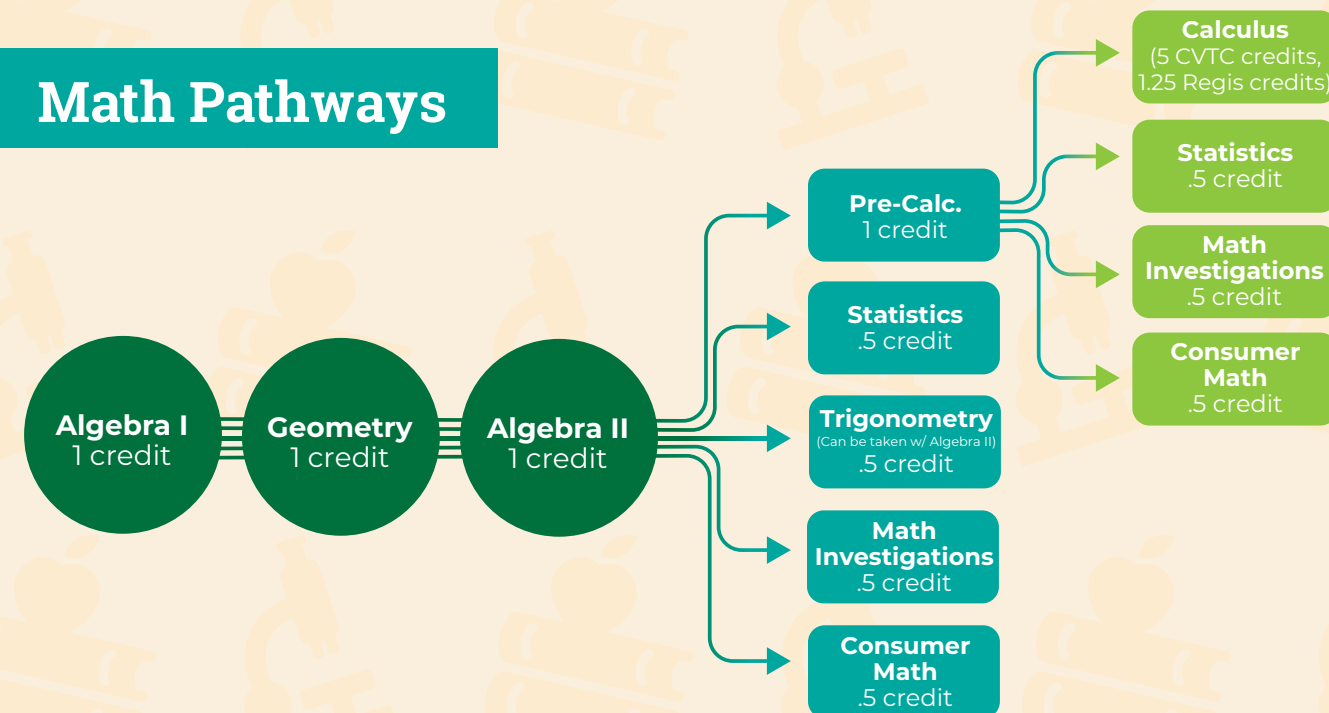 Math Pathways
Algebra I
1 credit
Geometry
1 credit
Algebra II
1 credit
Pre-Calc.
1 credit
Statistics
.5 credit
Trigonometry
(Can be taken w/ Algebra II)
.5 credit
Math
Investigations
.5 credit
Consumer
Math
.5 credit
Calculus
(5 CVTC credits,
1.25 Regis credits)
Statistics
.5 credit
Math
Investigations
.5 credit
Consumer
Math
.5 credit